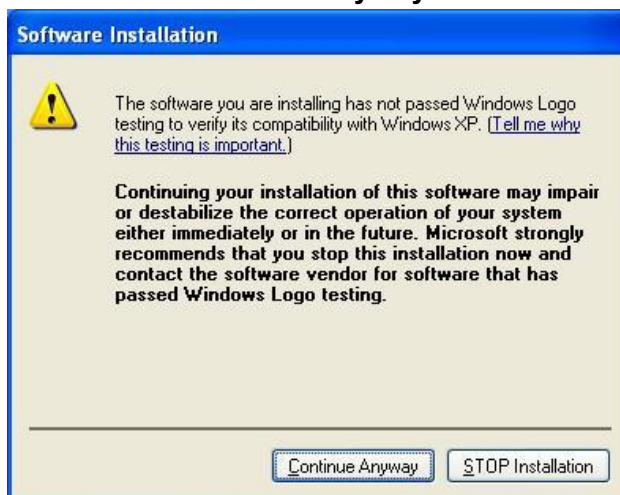 Software Installation
The software you are installing has not passed Windows Logo
testing to verify its compatibility with Windows XP. (Tell me why
this testing is important.)
Continuing your installation of this software may impair
or destabilize the correct operation of your system
either immediately or in the future. Microsoft strongly
recommends that you stop this installation now and
contact the software vendor for software that has
passed Windows Logo testing.
Continue Anyway
STOP Installation